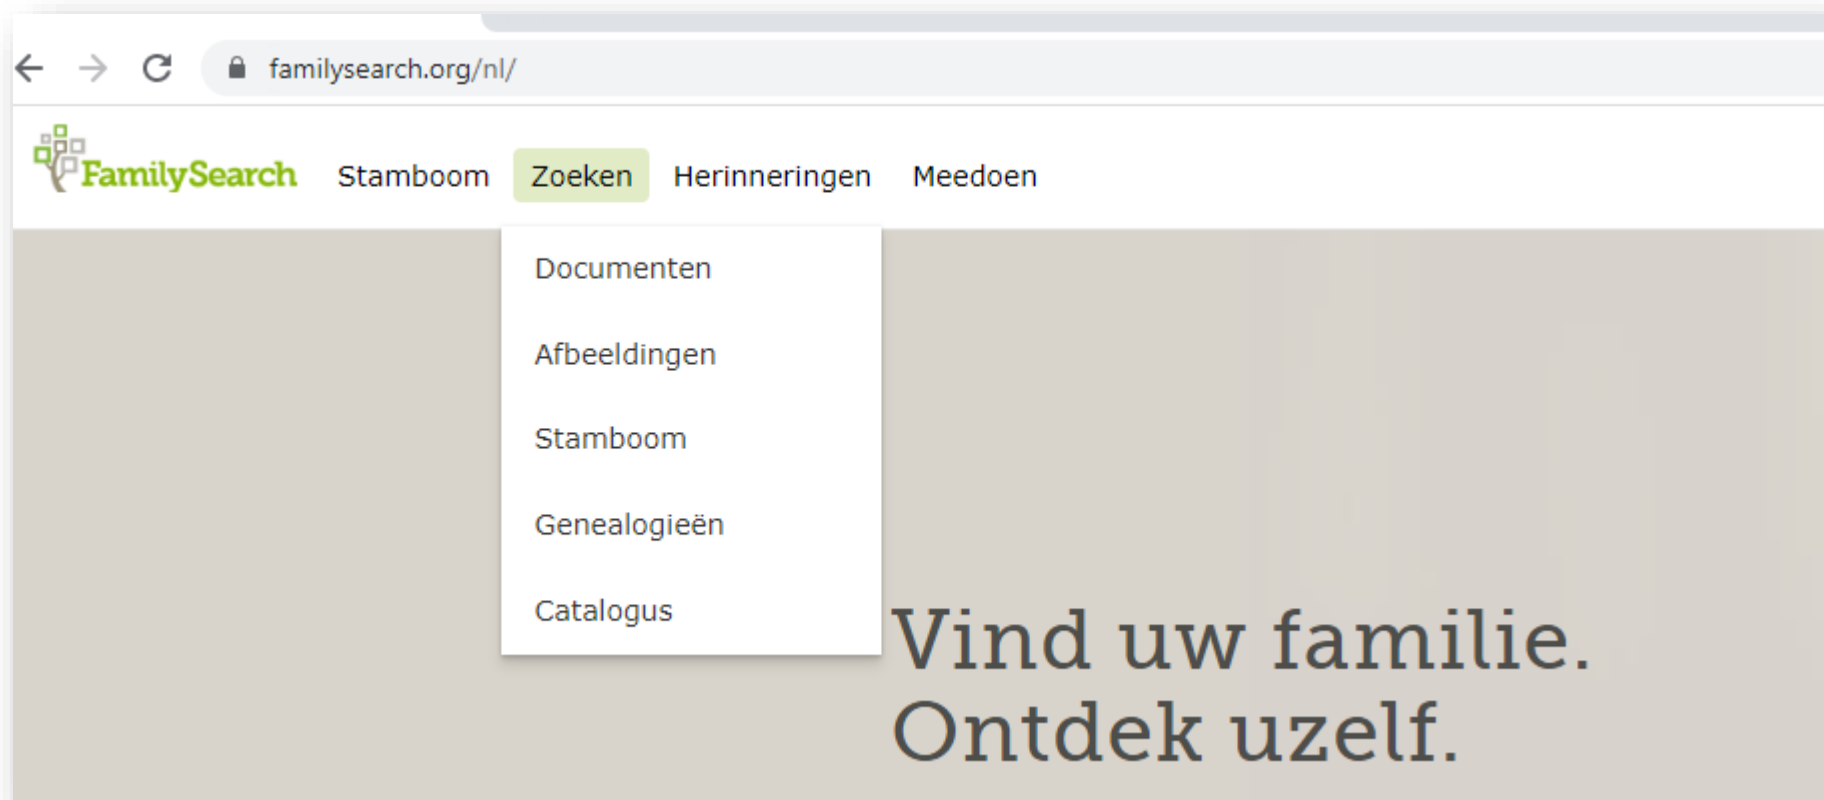 familysearch.org/nl/
FamilySearch Stamboom Zoeken Herinneringen Meedoen
Documenten
Afbeeldingen
Stamboom
Genealogieën
Catalogus
Vind uw familie.
Ontdek uzelf.